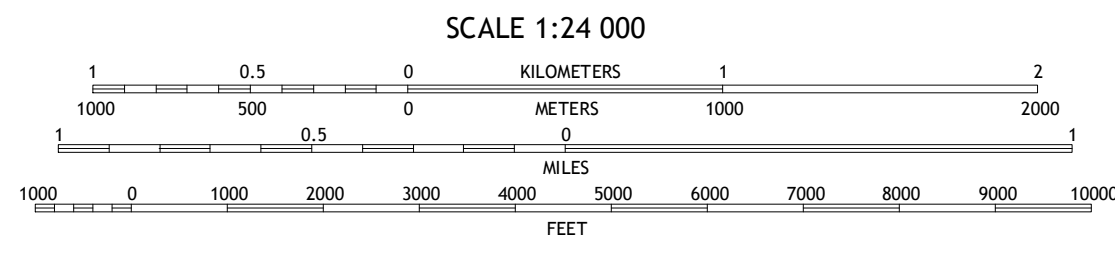 SCALE 1:24 000
1 0.5 0 KILOMETERS 1 2
1000 500 0 METERS 1000 2000
1 0.5 0 1
MILES
1000 0 1000 2000 3000 4000 5000 6000 7000 8000 9000 10000
FEET